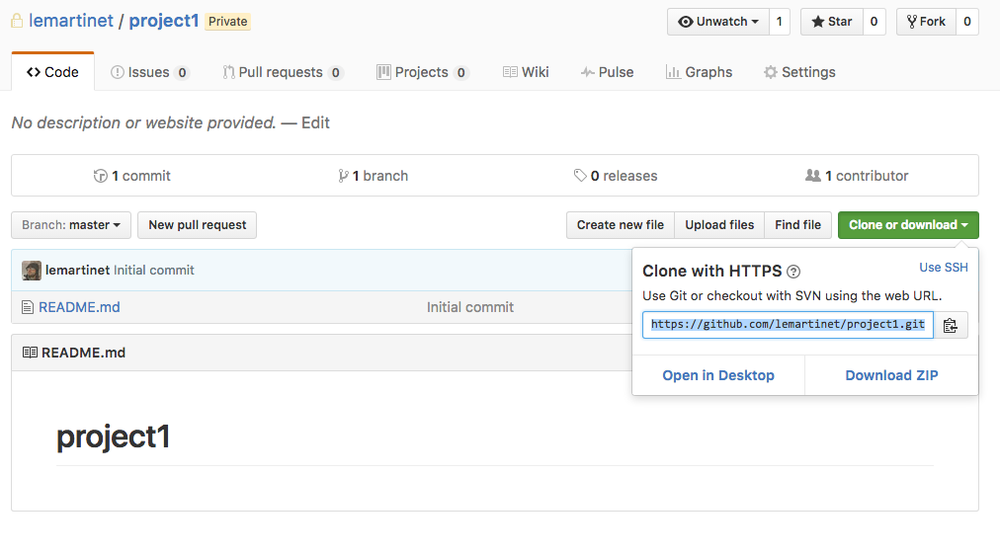 lemartinet / project1 Private
Unwatch 1 Star 0 Fork 0
Code Issues 0 Pull requests 0 Projects 0 Wiki Pulse Graphs Settings
No description or website provided. — Edit
1 commit 1 branch 0 releases 1 contributor
Branch: master New pull request Create new file Upload files Find file Clone or download
lemartinet Initial commit
README.md Initial commit
Clone with HTTPS ? Use SSH
Use Git or checkout with SVN using the web URL.
https://github.com/lemartinet/project1.git
Open in Desktop Download ZIP
README.md
project1